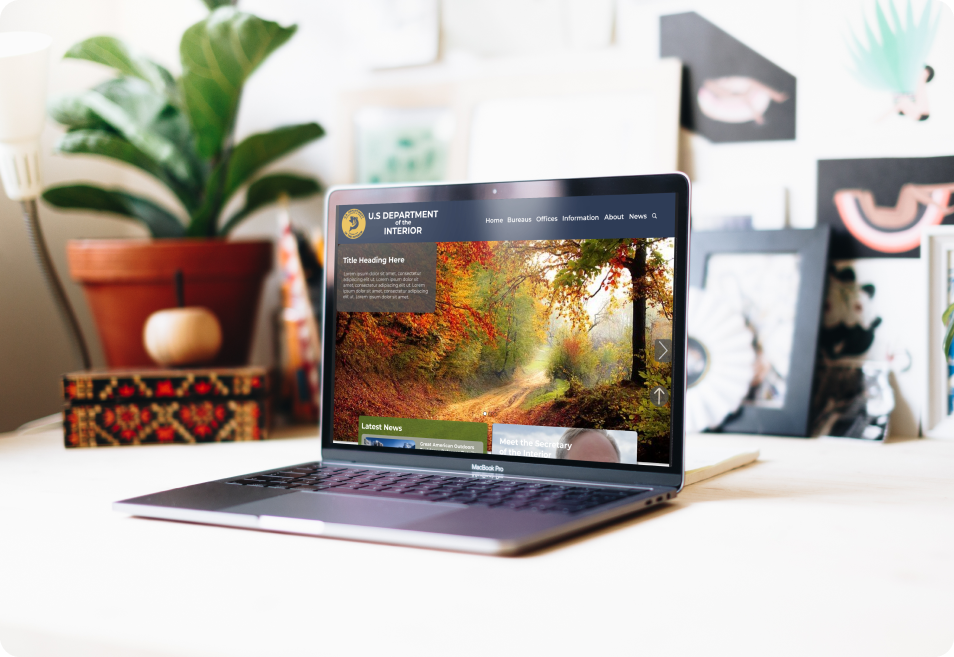 U.S DEPARTMENT
of the
INTERIOR
Home Bureaus Offices Information About News
Title Heading Here
Lorem ipsum dolor sit amet, consectetur
adipiscing elit ut. Lorem ipsum dolor sit
amet, consectetur adipiscing elit ut. Lorem
ipsum dolor sit amet, consectetur adipiscing
elit ut. Lorem ipsum dolor sit amet.
Latest News
Great American Outdoors
Meet the Secretary
of the Interior
MacBook Pro